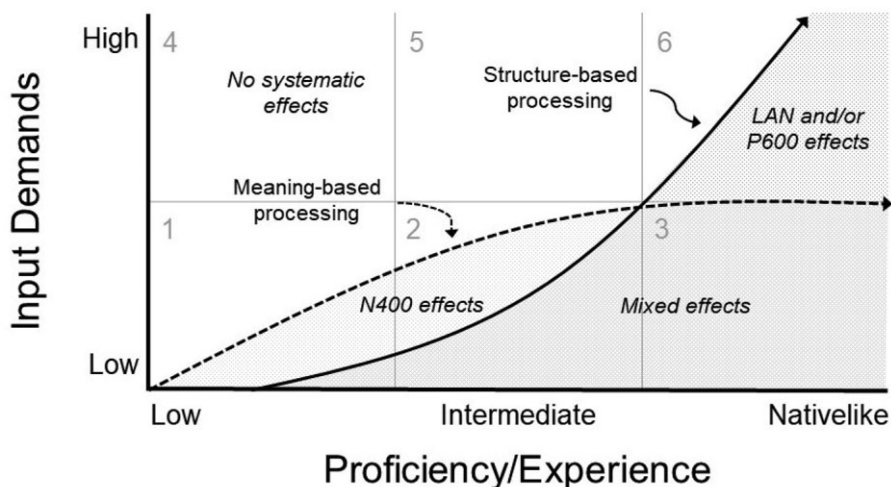 High
4
5
6
No systematic
effects
Structure-based
processing
LAN and/or
P600 effects
Meaning-based
processing
1
2
3
N400 effects
Mixed effects
Input Demands
Low
Low
Intermediate
Nativelike
Proficiency/Experience